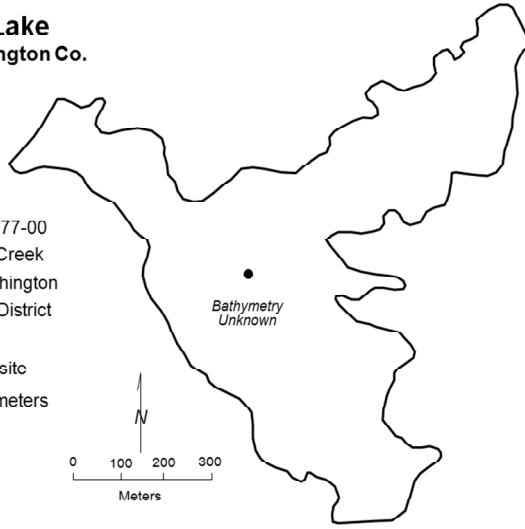 Lake
ngton Co.
77-00
Creek
hington
District
Bathymetry
Unknown
site
meters
N
0 100 200 300
Meters